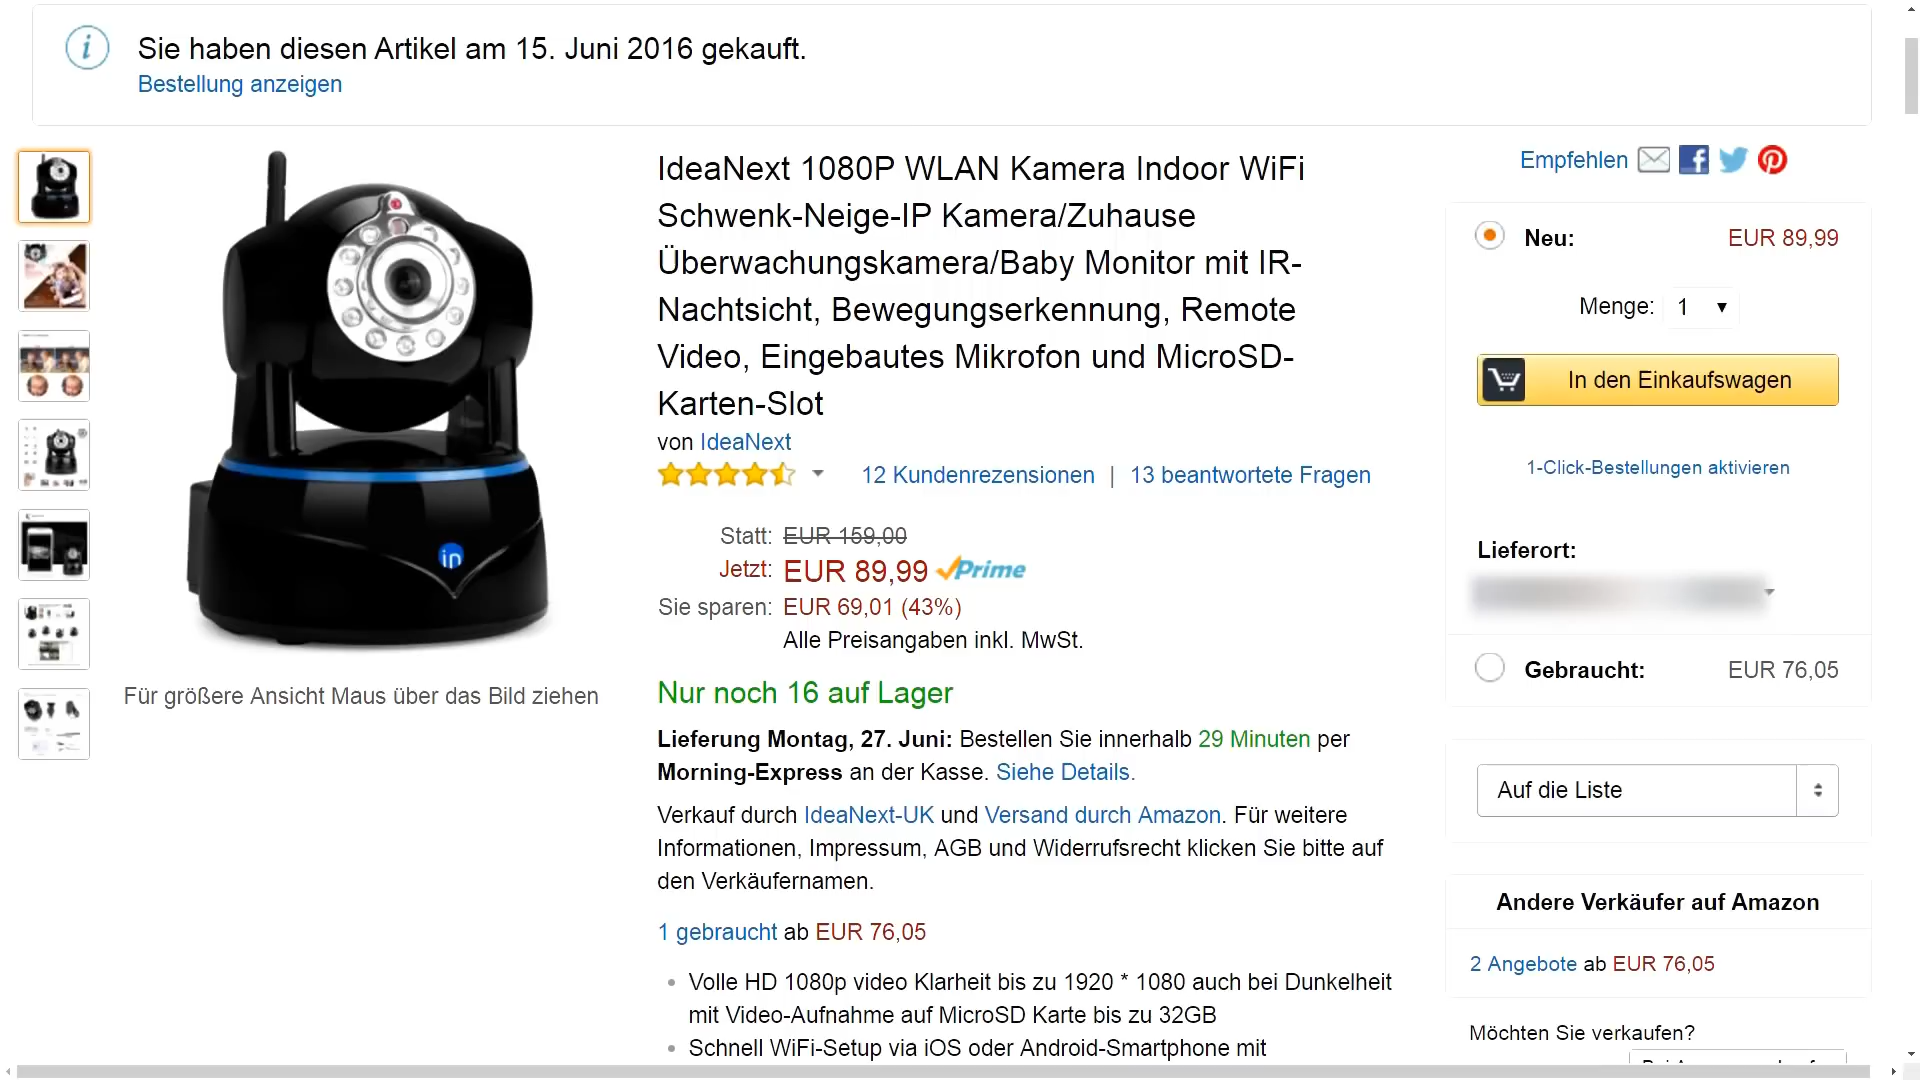 Sie haben diesen Artikel am 15. Juni 2016 gekauft.
Bestellung anzeigen
Empfehlen
IdeaNext 1080P WLAN Kamera Indoor WiFi
Schwenk-Neige-IP Kamera/Zuhause
Überwachungskamera/Baby Monitor mit IR-
Nachtsicht, Bewegungserkennung, Remote
Video, Eingebautes Mikrofon und MicroSD-
Karten-Slot
von IdeaNext
12 Kundenrezensionen | 13 beantwortete Fragen
Statt: EUR 159,00
Jetzt: EUR 89,99 Prime
Sie sparen: EUR 69,01 (43%)
Alle Preisangaben inkl. MwSt.
in
Für größere Ansicht Maus über das Bild ziehen
Nur noch 16 auf Lager
Lieferung Montag, 27. Juni: Bestellen Sie innerhalb 29 Minuten per
Morning-Express an der Kasse. Siehe Details.
Verkauf durch IdeaNext-UK und Versand durch Amazon. Für weitere
Informationen, Impressum, AGB und Widerrufsrecht klicken Sie bitte auf
den Verkäufernamen.
1 gebraucht ab EUR 76,05
• Volle HD 1080p video Klarheit bis zu 1920 * 1080 auch bei Dunkelheit
mit Video-Aufnahme auf MicroSD Karte bis zu 32GB
• Schnell WiFi-Setup via iOS oder Android-Smartphone mit
Neu: EUR 89,99
Menge: 1
In den Einkaufswagen
1-Click-Bestellungen aktivieren
Lieferort:
Gebraucht: EUR 76,05
Auf die Liste
Andere Verkäufer auf Amazon
2 Angebote ab EUR 76,05
Möchten Sie verkaufen?